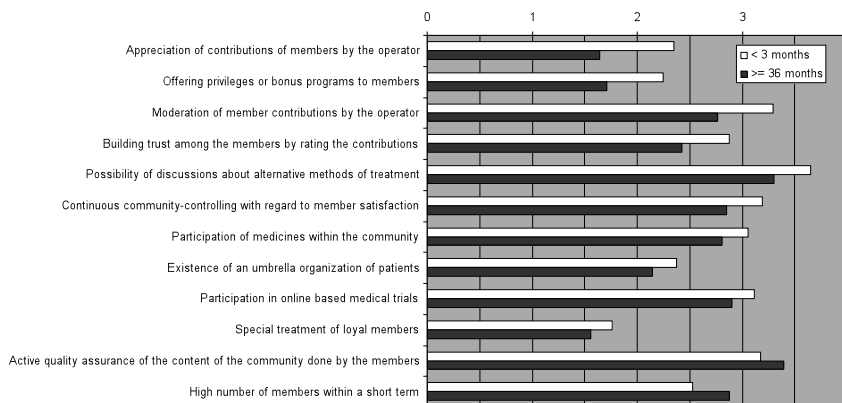 0 1 2 3
< 3 months
>= 36 months
Appreciation of contributions of members by the operator
Offering privileges or bonus programs to members
Moderation of member contributions by the operator
Building trust among the members by rating the contributions
Possibility of discussions about alternative methods of treatment
Continuous community-controlling with regard to member satisfaction
Participation of medicines within the community
Existence of an umbrella organization of patients
Participation in online based medical trials
Special treatment of loyal members
Active quality assurance of the content of the community done by the members
High number of members within a short term